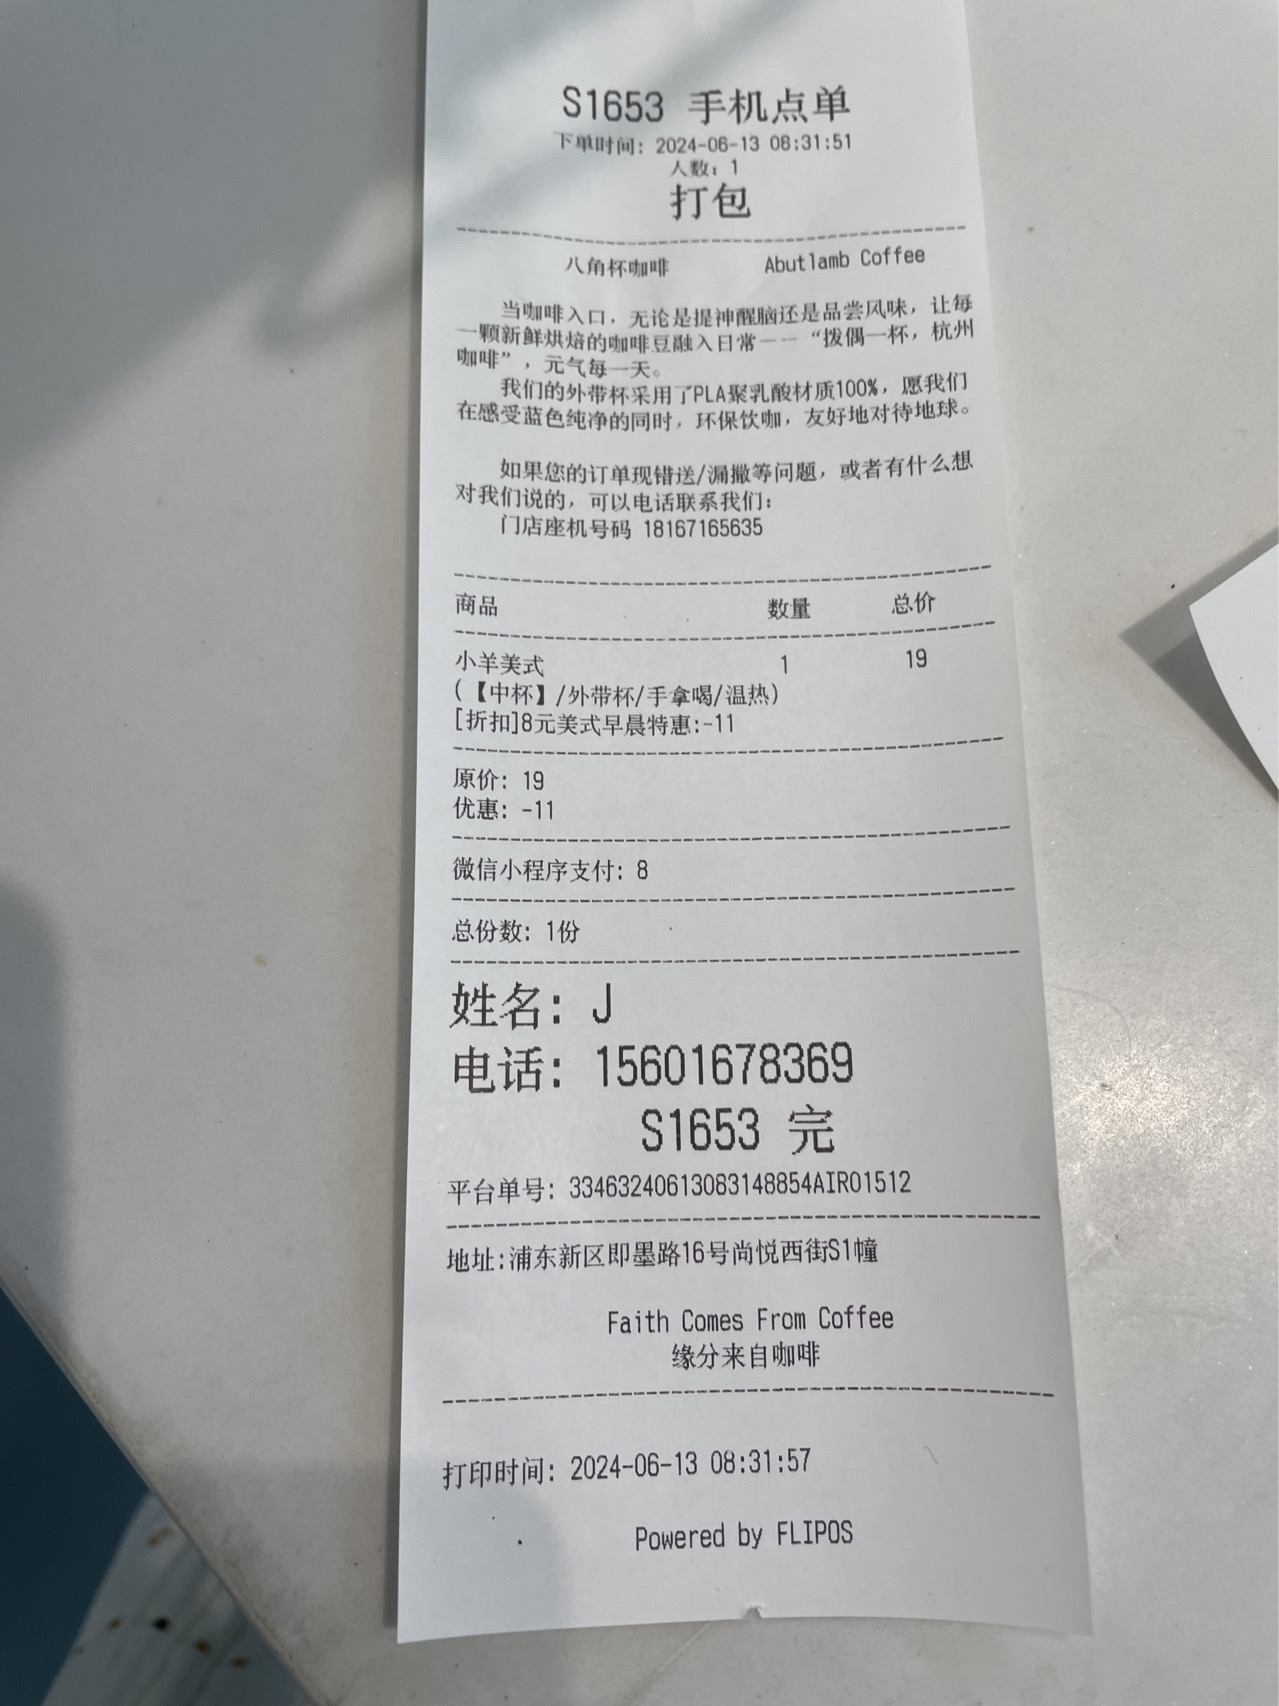 S1653 手机点单
下单时间: 2024-06-13 08:31:51
人数: 1
打包
八角杯咖啡 Abutlamb Coffee
当咖啡入口，无论是提神醒脑还是品尝风味，让每
一颗新鲜烘焙的咖啡豆融入日常——“拨偶一杯，杭州
咖啡”，元气每一天。
我们的外带杯采用了PLA聚乳酸材质100%，愿我们
在感受蓝色纯净的同时，环保饮咖，友好地对待地球。
如果您的订单现错送/漏撒等问题，或者有什么想
对我们说的，可以电话联系我们:
门店座机号码 18167165635
商品 数量 总价
小羊美式 1 19
(【中杯】/外带杯/手拿喝/温热)
[折扣]8元美式早晨特惠:-11
原价: 19
优惠: -11
微信小程序支付: 8
总份数: 1份
姓名: J
电话: 15601678369
S1653 完
平台单号: 33463240613083148854AIR01512
地址:浦东新区即墨路16号尚悦西街S1幢
Faith Comes From Coffee
缘分来自咖啡
打印时间: 2024-06-13 08:31:57
Powered by FLIPOS